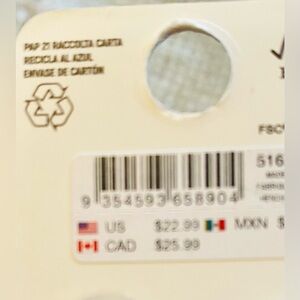 PAP 21 RACCOLTA CARTA
RECICLA AL AZUL
ENVASE DE CARTÓN
FSC
516
9 354593 658904
US $22.99 MXN $
CAD $25.99